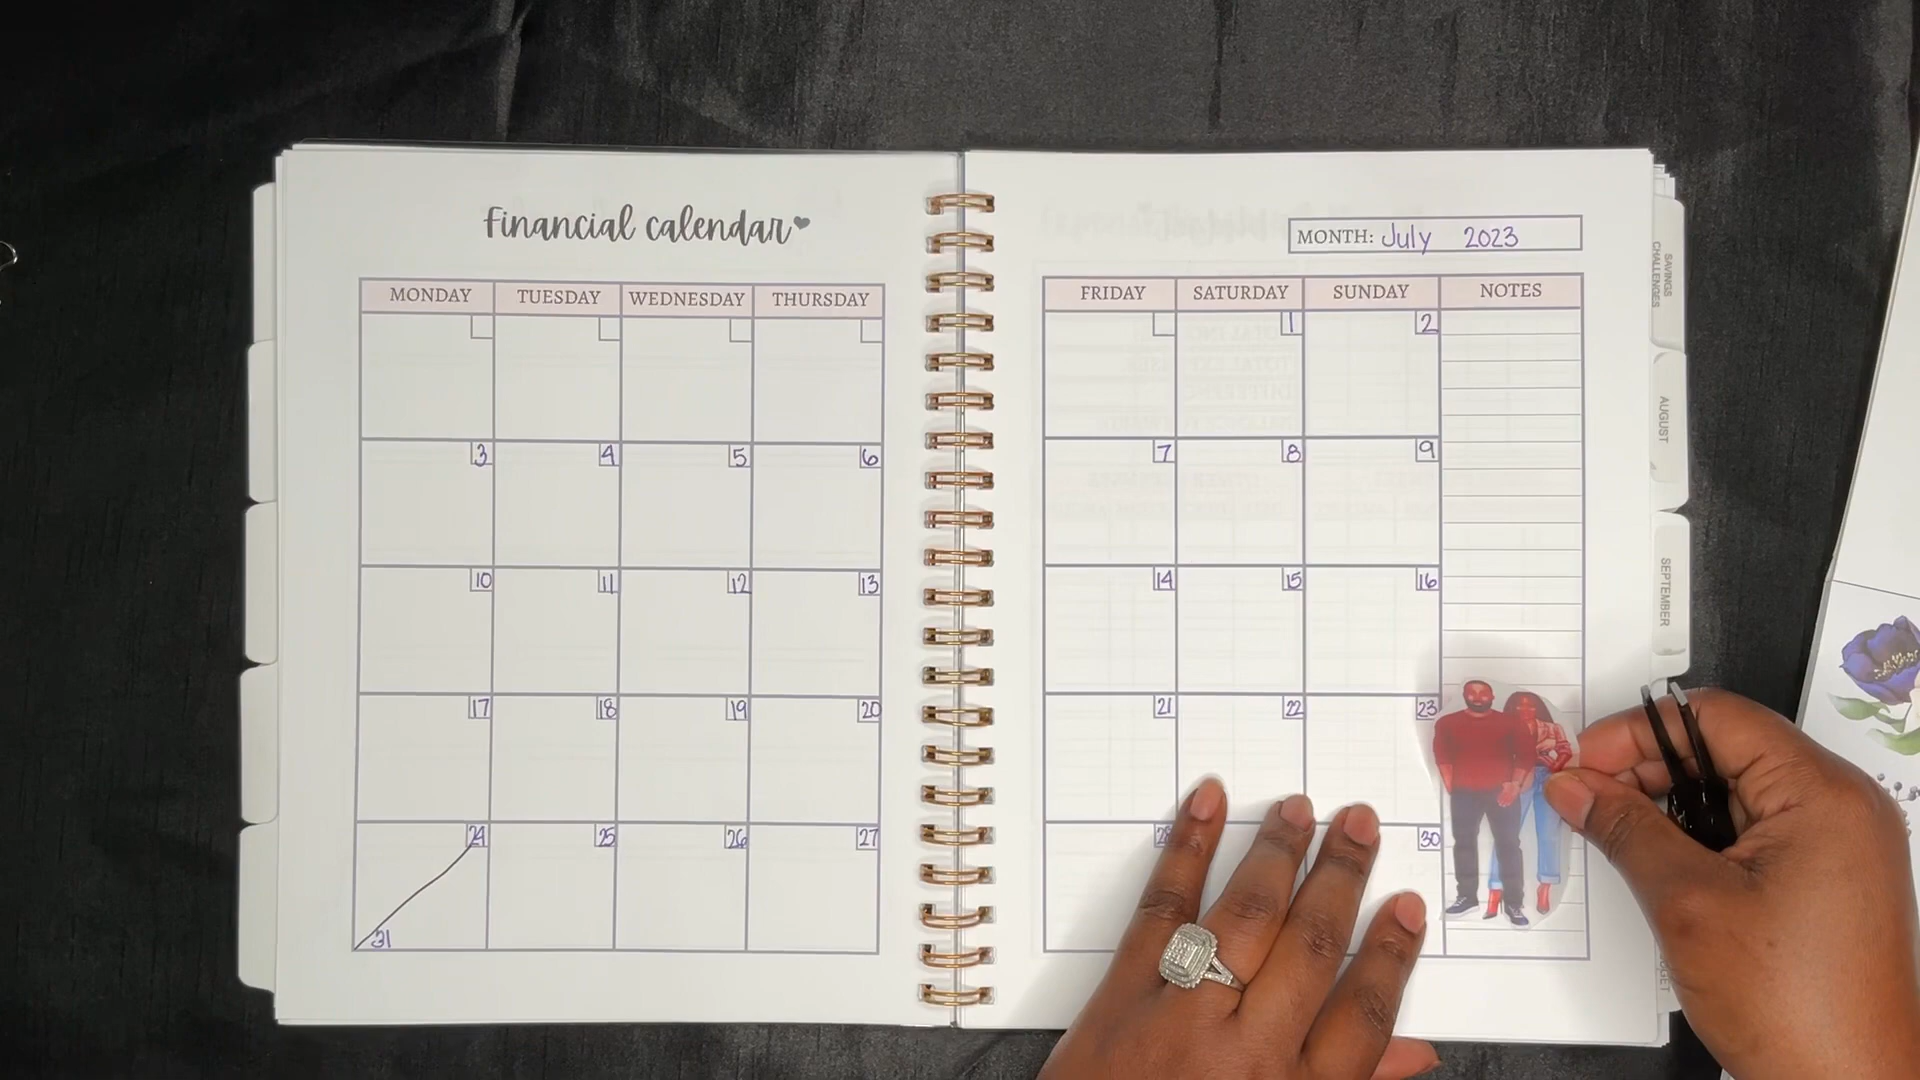 Financial calendar
MONTH: July 2023
MONDAY TUESDAY WEDNESDAY THURSDAY FRIDAY SATURDAY SUNDAY NOTES
1 2
3 4 5 6 7 8 9
10 11 12 13 14 15 16
17 18 19 20 21 22 23
24 25 26 27 28 30
31
SAVINGS
CHALLENGES
AUGUST
SEPTEMBER